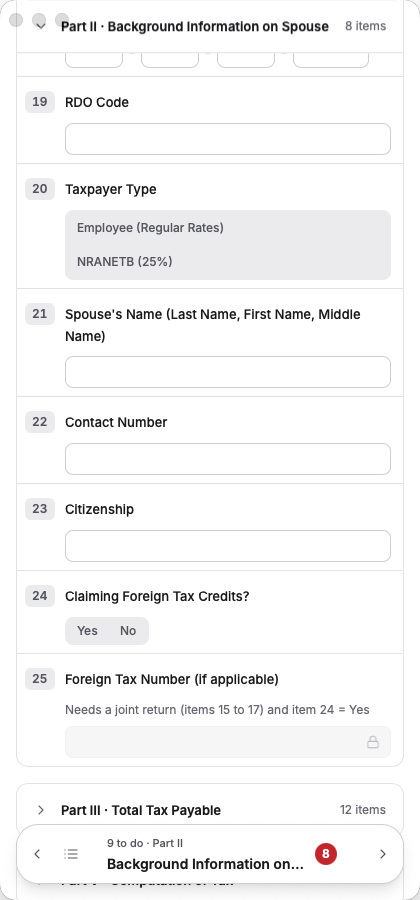 Part II · Background Information on Spouse 8 items
19 RDO Code
20 Taxpayer Type
Employee (Regular Rates)
NRANETB (25%)
21 Spouse's Name (Last Name, First Name, Middle
Name)
22 Contact Number
23 Citizenship
24 Claiming Foreign Tax Credits?
Yes No
25 Foreign Tax Number (if applicable)
Needs a joint return (items 15 to 17) and item 24 = Yes
Part III · Total Tax Payable 12 items
9 to do · Part II
Background Information on... 8